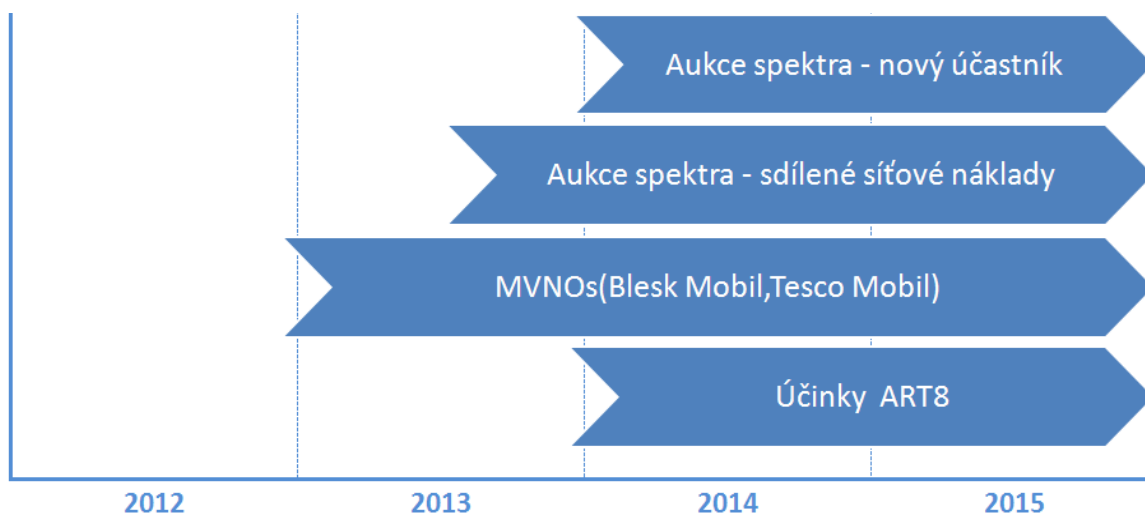 Aukce spektra - nový účastník
Aukce spektra - sdílené síťové náklady
MVNOs(Blesk Mobil,Tesco Mobil)
Účinky  ART8
2012 2013 2014 2015